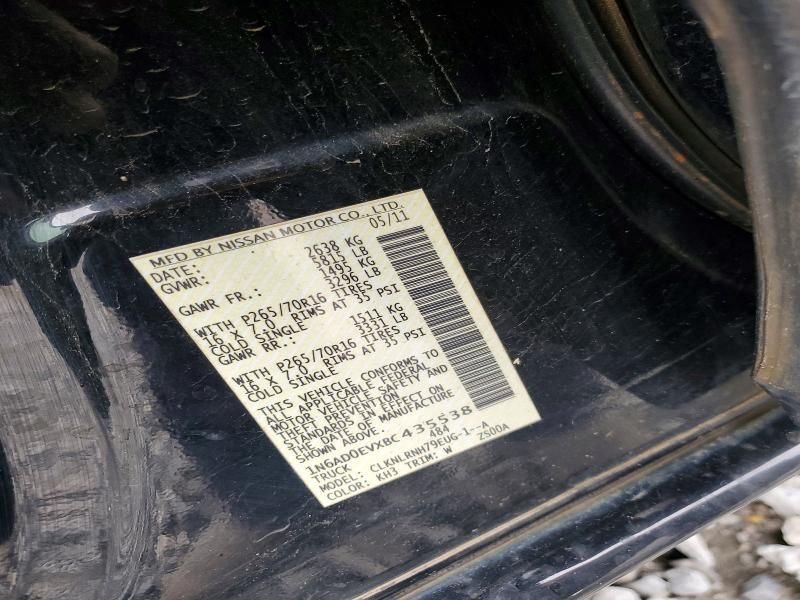 MFD BY NISSAN MOTOR CO., LTD.
DATE: 05/11
GVWR: 2638 KG
5815 LB
GAWR FR.: 1495 KG
3296 LB
WITH P265/70R16 TIRES
16 X 7.0 RIMS AT 35 PSI
COLD SINGLE
GAWR RR.: 1511 KG
3331 LB
WITH P265/70R16 TIRES
16 X 7.0 RIMS AT 35 PSI
COLD SINGLE
THIS VEHICLE CONFORMS TO
ALL APPLICABLE FEDERAL
MOTOR VEHICLE SAFETY AND
THEFT PREVENTION
STANDARDS IN EFFECT ON
THE DATE OF MANUFACTURE
SHOWN ABOVE.
1N6AD0EVXBC435538
TRUCK 484
MODEL: CLKNLRNH79EUG-1--A
COLOR: KH3 TRIM: W ZS00A